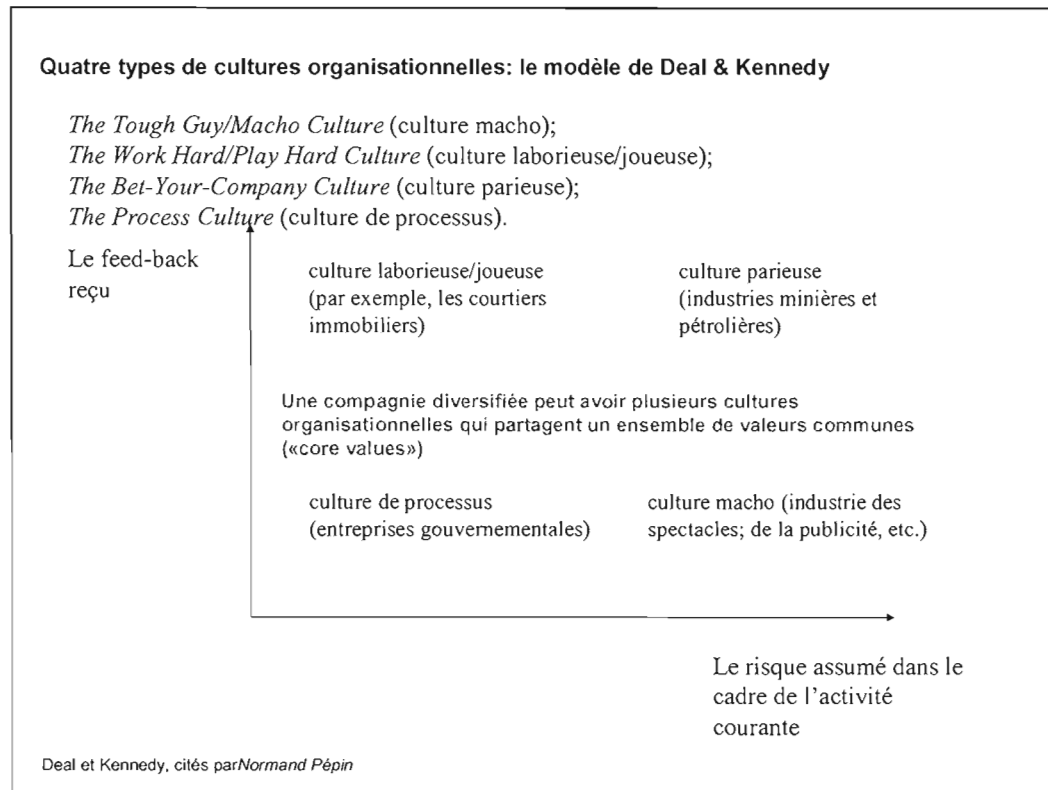 Quatre types de cultures organisationnelles: le modèle de Deal & Kennedy
The Tough Guy/Macho Culture (culture macho);
The Work Hard/Play Hard Culture (culture laborieuse/joueuse);
The Bet-Your-Company Culture (culture parieuse);
The Process Culture (culture de processus).
Le feed-back
reçu
culture laborieuse/joueuse
(par exemple, les courtiers
immobiliers)
culture parieuse
(industries minières et
pétrolières)
Une compagnie diversifiée peut avoir plusieurs cultures
organisationnelles qui partagent un ensemble de valeurs communes
(«core values»)
culture de processus
(entreprises gouvernementales)
culture macho (industrie des
spectacles; de la publicité, etc.)
Le risque assumé dans le
cadre de l'activité
courante
Deal et Kennedy, cités parNormand Pépin